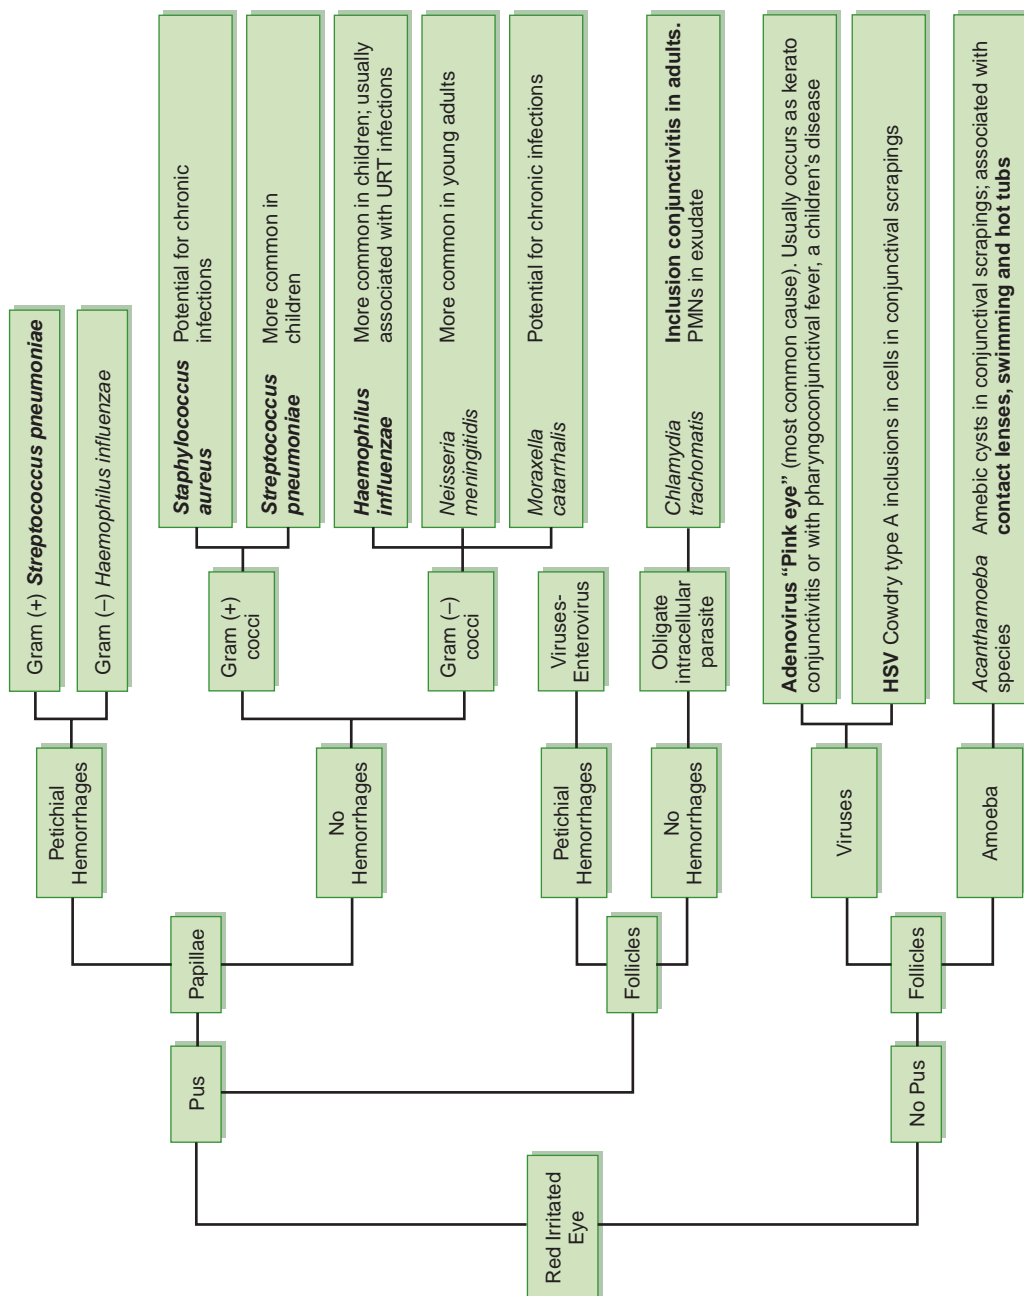 Red Irritated
Eye
Pus
No Pus
Papillae
Follicles
Follicles
Petichial
Hemorrhages
No
Hemorrhages
Petichial
Hemorrhages
No
Hemorrhages
Viruses
Amoeba
Gram (+) Streptococcus pneumoniae
Gram (–) Haemophilus influenzae
Gram (+)
cocci
Gram (–)
cocci
Viruses-
Enterovirus
Obligate
intracellular
parasite
Staphylococcus
aureus
Potential for chronic
infections
Streptococcus
pneumoniae
More common in
children
Haemophilus
influenzae
More common in children; usually
associated with URT infections
Neisseria
meningitidis
More common in young adults
Moraxella
catarrhalis
Potential for chronic infections
Chlamydia
trachomatis
Inclusion conjunctivitis in adults.
PMNs in exudate
Adenovirus “Pink eye” (most common cause). Usually occurs as kerato
conjunctivitis or with pharyngoconjunctival fever, a children’s disease
HSV Cowdry type A inclusions in cells in conjunctival scrapings
Acanthamoeba
species
Amebic cysts in conjunctival scrapings; associated with
contact lenses, swimming and hot tubs